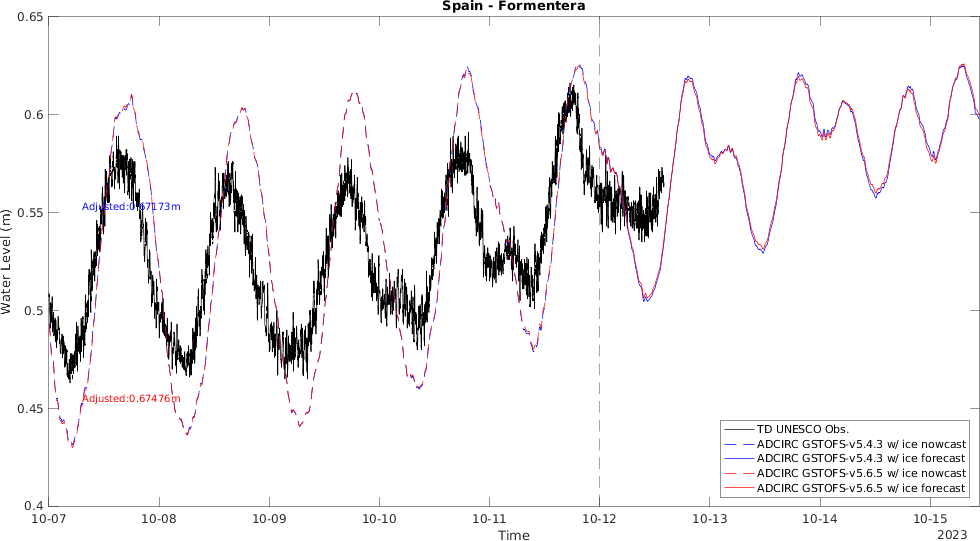 Spain - Formentera
0.65
0.6
0.55
0.5
0.45
0.4
Water Level (m)
Adjusted:0.67173m
Adjusted:0.67476m
TD UNESCO Obs.
ADCIRC GSTOFS-v5.4.3 w/ ice nowcast
ADCIRC GSTOFS-v5.4.3 w/ ice forecast
ADCIRC GSTOFS-v5.6.5 w/ ice nowcast
ADCIRC GSTOFS-v5.6.5 w/ ice forecast
10-07 10-08 10-09 10-10 10-11 10-12 10-13 10-14 10-15
Time
2023